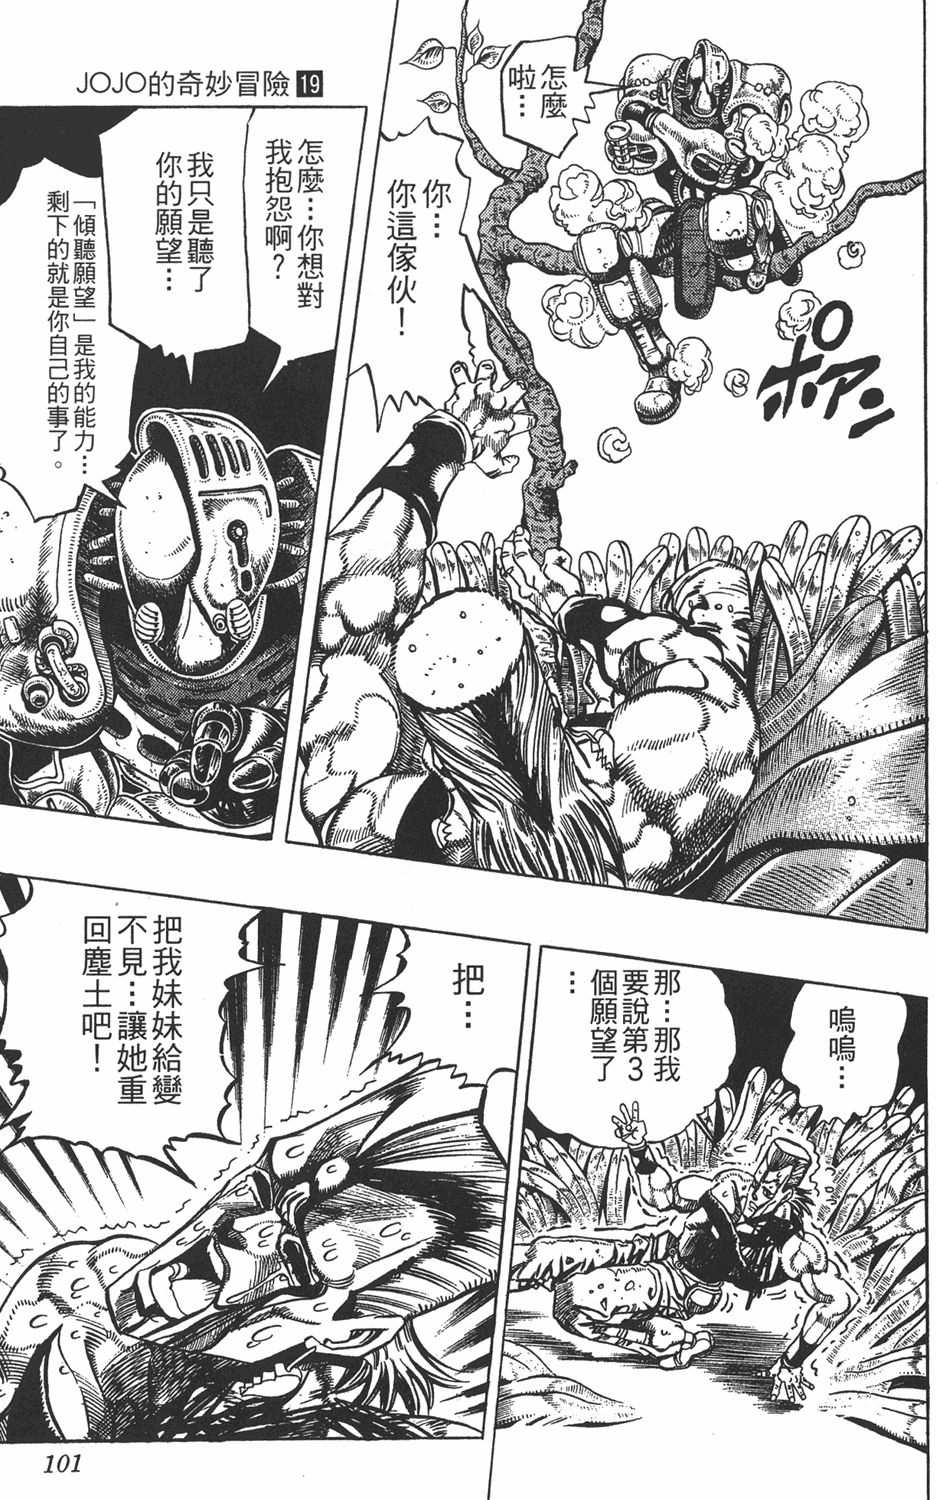 JOJO的奇妙冒險19
怎麼
啦…
ポアン
你…
你這傢伙！
怎麼…你想對
我抱怨啊？
我只是聽了
你的願望…
「傾聽願望」是我的能力…
剩下的就是你自己的事了。
嗚嗚…
那…那我
要說第3
個願望了
…
把…
把我妹妹給變
不見…讓她重
回塵土吧！
101